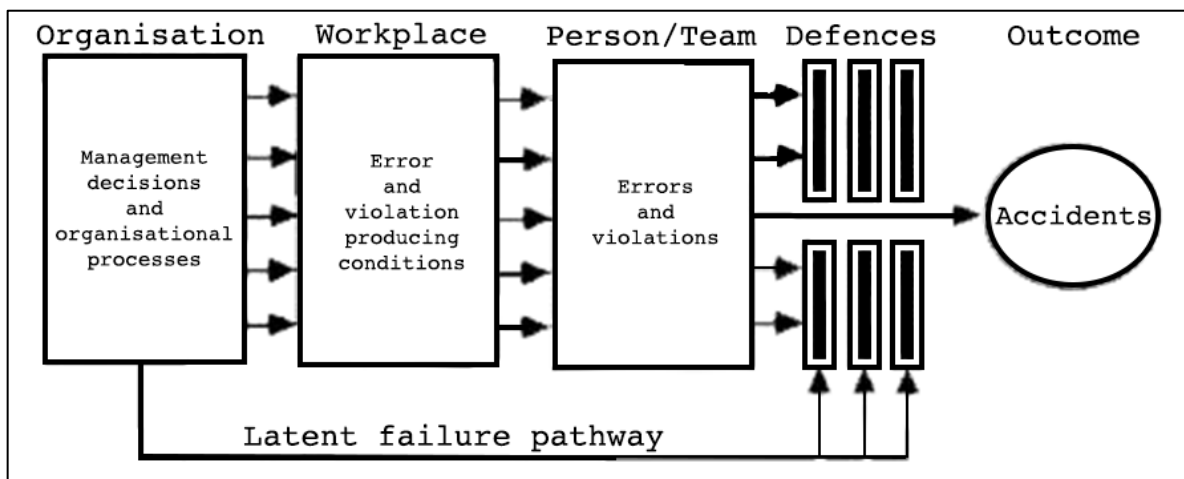 Organisation Workplace Person/Team Defences Outcome
Management
decisions
and
organisational
processes
Error
and
violation
producing
conditions
Errors
and
violations
Accidents
Latent failure pathway